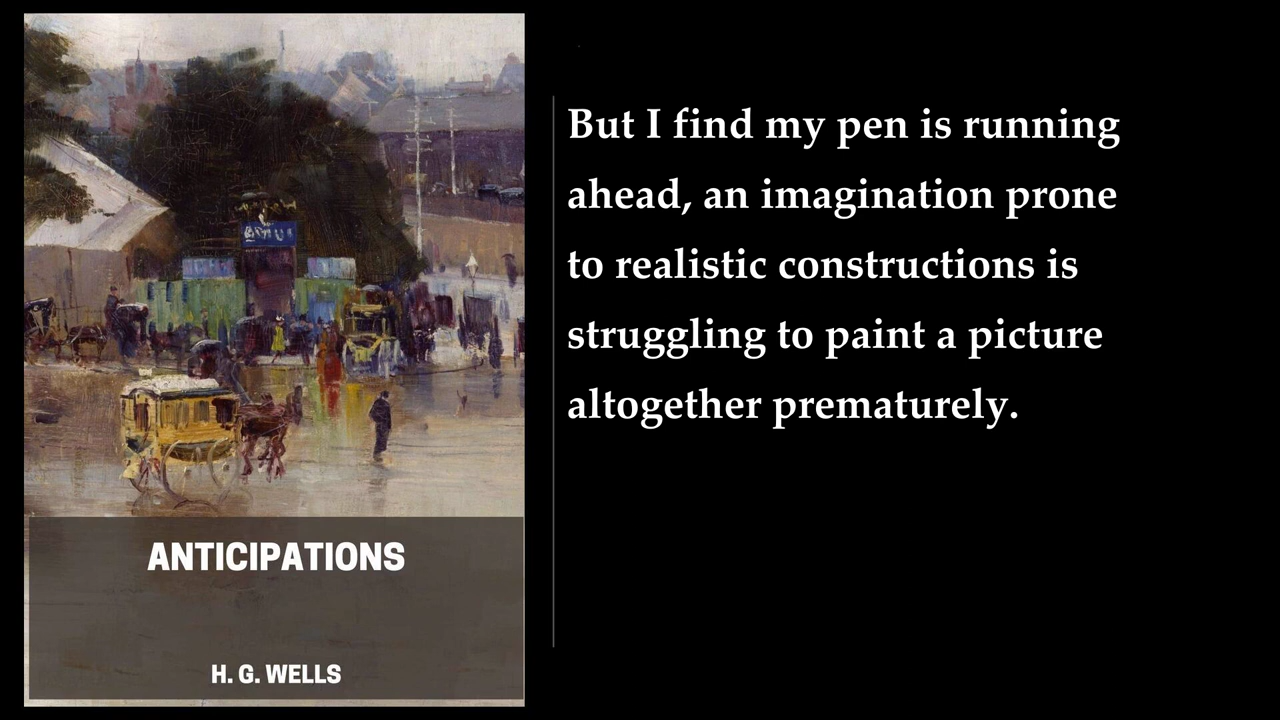 But I find my pen is running
ahead, an imagination prone
to realistic constructions is
struggling to paint a picture
altogether prematurely.
ANTICIPATIONS
H. G. WELLS